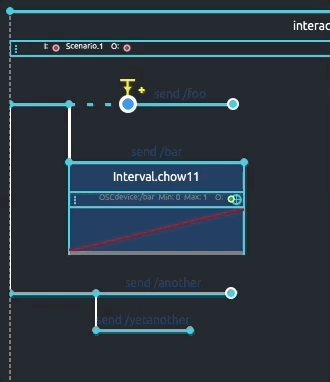 interac
I: Scenario.1 O:
send /foo
send /bar
Interval.chow11
OSCdevice:/bar Min: 0 Max: 1 O:
send /another
send /yetanother